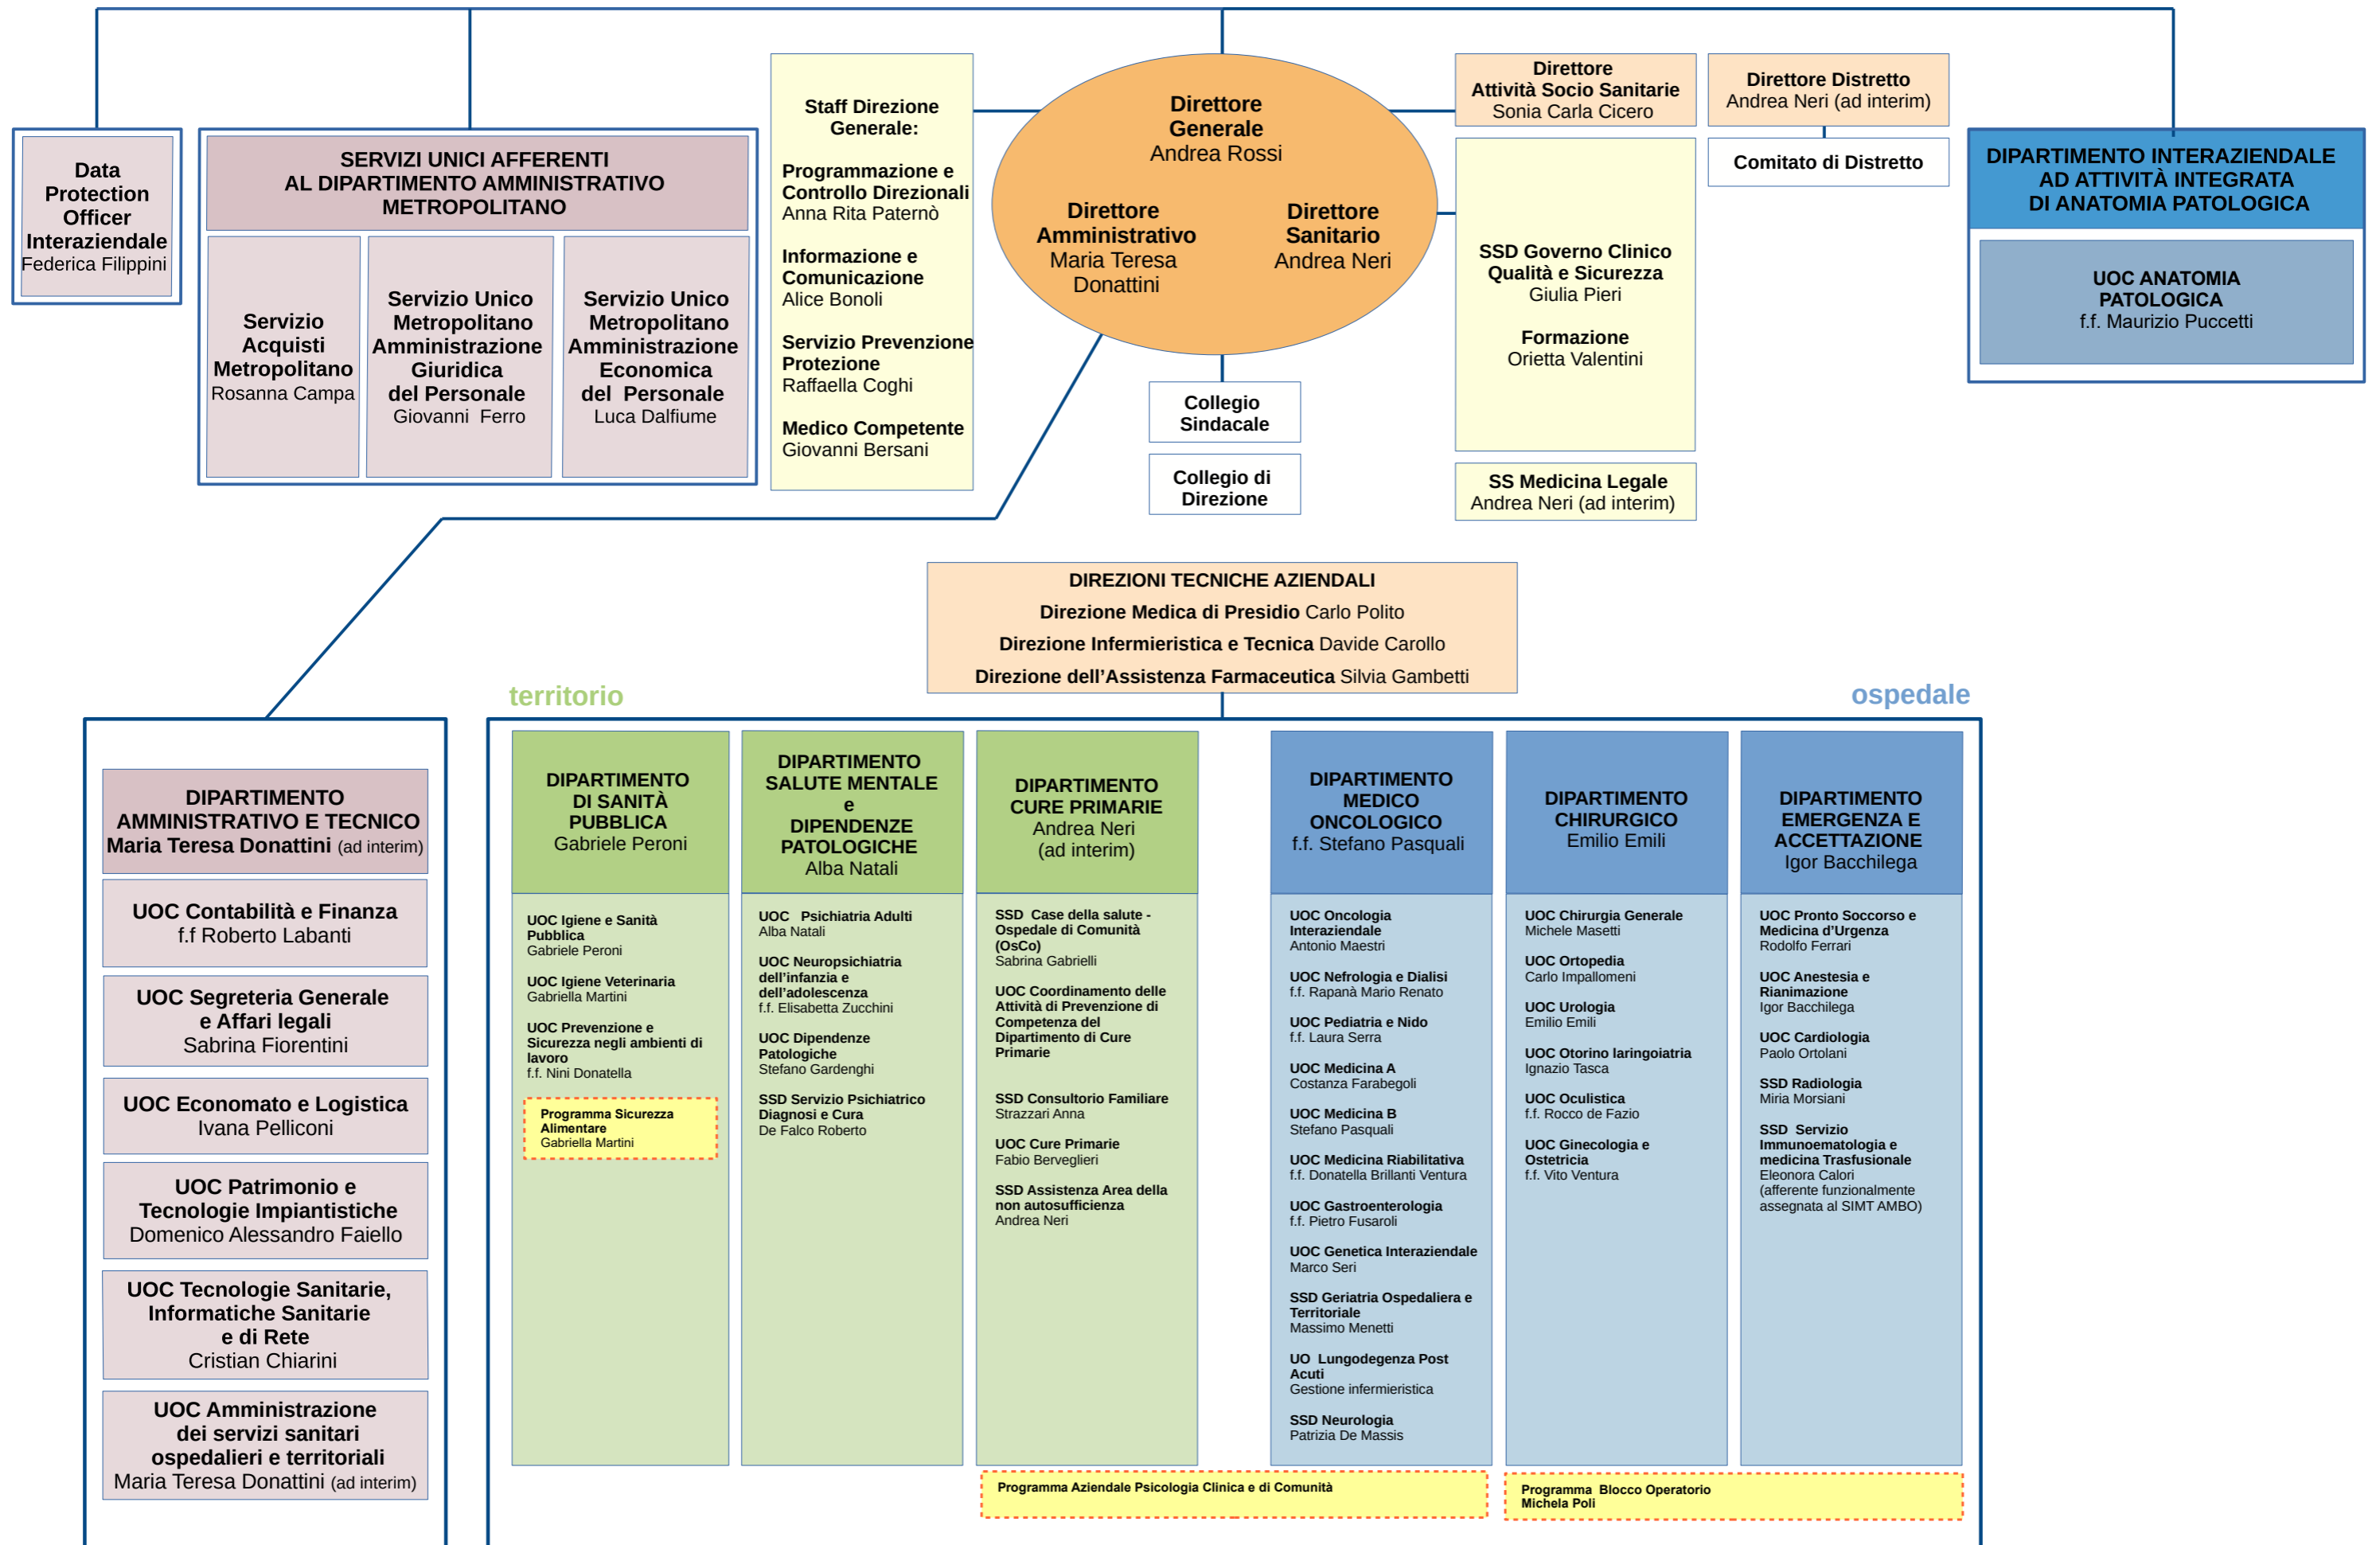 Data
Protection
Officer
Interaziendale
Federica Filippini
SERVIZI UNICI AFFERENTI
AL DIPARTIMENTO AMMINISTRATIVO
METROPOLITANO
Servizio
Acquisti
Metropolitano
Rosanna Campa
Servizio Unico
Metropolitano
Amministrazione
Giuridica
del Personale
Giovanni Ferro
Servizio Unico
Metropolitano
Amministrazione
Economica
del Personale
Luca Dalfiume
Staff Direzione
Generale:
Programmazione e
Controllo Direzionali
Anna Rita Paternò
Informazione e
Comunicazione
Alice Bonoli
Servizio Prevenzione
Protezione
Raffaella Coghi
Medico Competente
Giovanni Bersani
Direttore
Generale
Andrea Rossi
Direttore
Amministrativo
Maria Teresa
Donattini
Direttore
Sanitario
Andrea Neri
Collegio
Sindacale
Collegio di
Direzione
Direttore
Attività Socio Sanitarie
Sonia Carla Cicero
SSD Governo Clinico
Qualità e Sicurezza
Giulia Pieri
Formazione
Orietta Valentini
SS Medicina Legale
Andrea Neri (ad interim)
Direttore Distretto
Andrea Neri (ad interim)
Comitato di Distretto
DIPARTIMENTO INTERAZIENDALE
AD ATTIVITÀ INTEGRATA
DI ANATOMIA PATOLOGICA
UOC ANATOMIA
PATOLOGICA
f.f. Maurizio Puccetti
DIREZIONI TECNICHE AZIENDALI
Direzione Medica di Presidio Carlo Polito
Direzione Infermieristica e Tecnica Davide Carollo
Direzione dell’Assistenza Farmaceutica Silvia Gambetti
territorio
ospedale
DIPARTIMENTO
AMMINISTRATIVO E TECNICO
Maria Teresa Donattini (ad interim)
UOC Contabilità e Finanza
f.f Roberto Labanti
UOC Segreteria Generale
e Affari legali
Sabrina Fiorentini
UOC Economato e Logistica
Ivana Pelliconi
UOC Patrimonio e
Tecnologie Impiantistiche
Domenico Alessandro Faiello
UOC Tecnologie Sanitarie,
Informatiche Sanitarie
e di Rete
Cristian Chiarini
UOC Amministrazione
dei servizi sanitari
ospedalieri e territoriali
Maria Teresa Donattini (ad interim)
DIPARTIMENTO
DI SANITÀ
PUBBLICA
Gabriele Peroni
UOC Igiene e Sanità
Pubblica
Gabriele Peroni
UOC Igiene Veterinaria
Gabriella Martini
UOC Prevenzione e
Sicurezza negli ambienti di
lavoro
f.f. Nini Donatella
Programma Sicurezza
Alimentare
Gabriella Martini
DIPARTIMENTO
SALUTE MENTALE
e
DIPENDENZE
PATOLOGICHE
Alba Natali
UOC Psichiatria Adulti
Alba Natali
UOC Neuropsichiatria
dell’infanzia e
dell’adolescenza
f.f. Elisabetta Zucchini
UOC Dipendenze
Patologiche
Stefano Gardenghi
SSD Servizio Psichiatrico
Diagnosi e Cura
De Falco Roberto
DIPARTIMENTO
CURE PRIMARIE
Andrea Neri
(ad interim)
SSD Case della salute -
Ospedale di Comunità
(OsCo)
Sabrina Gabrielli
UOC Coordinamento delle
Attività di Prevenzione di
Competenza del
Dipartimento di Cure
Primarie
SSD Consultorio Familiare
Strazzari Anna
UOC Cure Primarie
Fabio Berveglieri
SSD Assistenza Area della
non autosufficienza
Andrea Neri
DIPARTIMENTO
MEDICO
ONCOLOGICO
f.f. Stefano Pasquali
UOC Oncologia
Interaziendale
Antonio Maestri
UOC Nefrologia e Dialisi
f.f. Rapanà Mario Renato
UOC Pediatria e Nido
f.f. Laura Serra
UOC Medicina A
Costanza Farabegoli
UOC Medicina B
Stefano Pasquali
UOC Medicina Riabilitativa
f.f. Donatella Brillanti Ventura
UOC Gastroenterologia
f.f. Pietro Fusaroli
UOC Genetica Interaziendale
Marco Seri
SSD Geriatria Ospedaliera e
Territoriale
Massimo Menetti
UO Lungodegenza Post
Acuti
Gestione infermieristica
SSD Neurologia
Patrizia De Massis
DIPARTIMENTO
CHIRURGICO
Emilio Emili
UOC Chirurgia Generale
Michele Masetti
UOC Ortopedia
Carlo Impallomeni
UOC Urologia
Emilio Emili
UOC Otorino laringoiatria
Ignazio Tasca
UOC Oculistica
f.f. Rocco de Fazio
UOC Ginecologia e
Ostetricia
f.f. Vito Ventura
DIPARTIMENTO
EMERGENZA E
ACCETTAZIONE
Igor Bacchilega
UOC Pronto Soccorso e
Medicina d’Urgenza
Rodolfo Ferrari
UOC Anestesia e
Rianimazione
Igor Bacchilega
UOC Cardiologia
Paolo Ortolani
SSD Radiologia
Miria Morsiani
SSD Servizio
Immunoematologia e
medicina Trasfusionale
Eleonora Calori
(afferente funzionalmente
assegnata al SIMT AMBO)
Programma Aziendale Psicologia Clinica e di Comunità
Programma Blocco Operatorio
Michela Poli